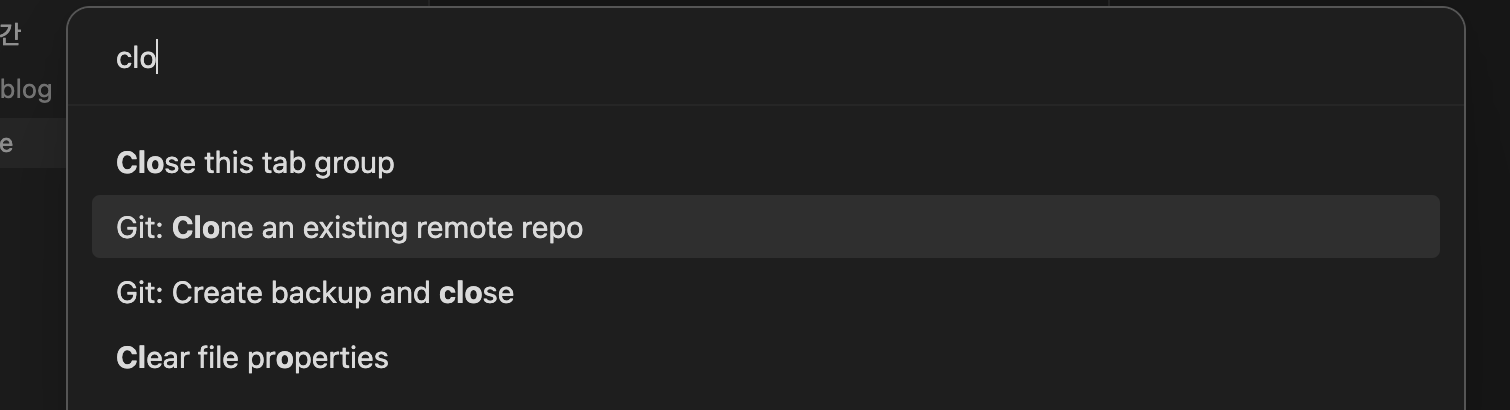 간
clo
blog
e
Close this tab group
Git: Clone an existing remote repo
Git: Create backup and close
Clear file properties